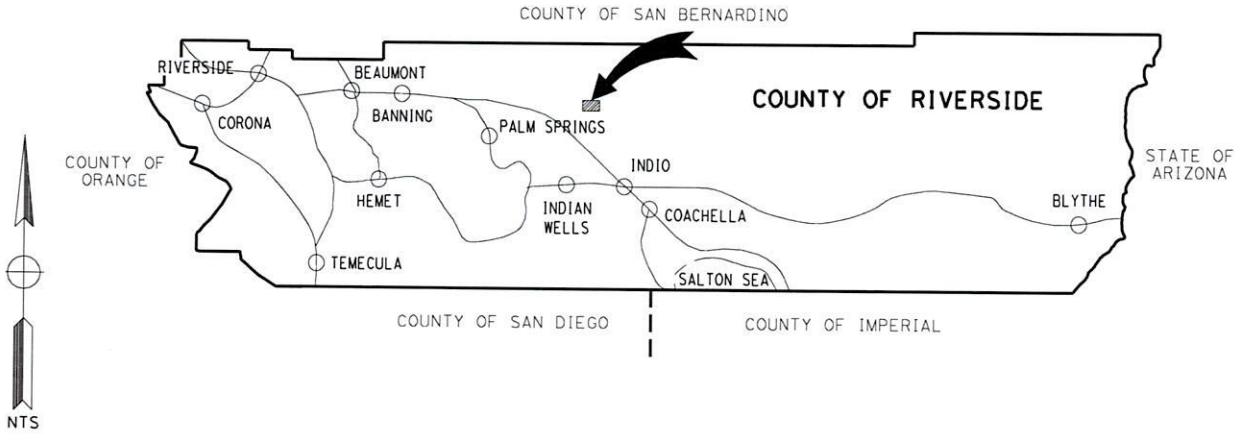 COUNTY OF SAN BERNARDINO
RIVERSIDE
BEAUMONT
COUNTY OF RIVERSIDE
CORONA
BANNING
PALM SPRINGS
COUNTY OF
ORANGE
STATE OF
ARIZONA
INDIO
HEMET
INDIAN
WELLS
COACHELLA
BLYTHE
TEMECULA
SALTON SEA
COUNTY OF SAN DIEGO
COUNTY OF IMPERIAL
NTS